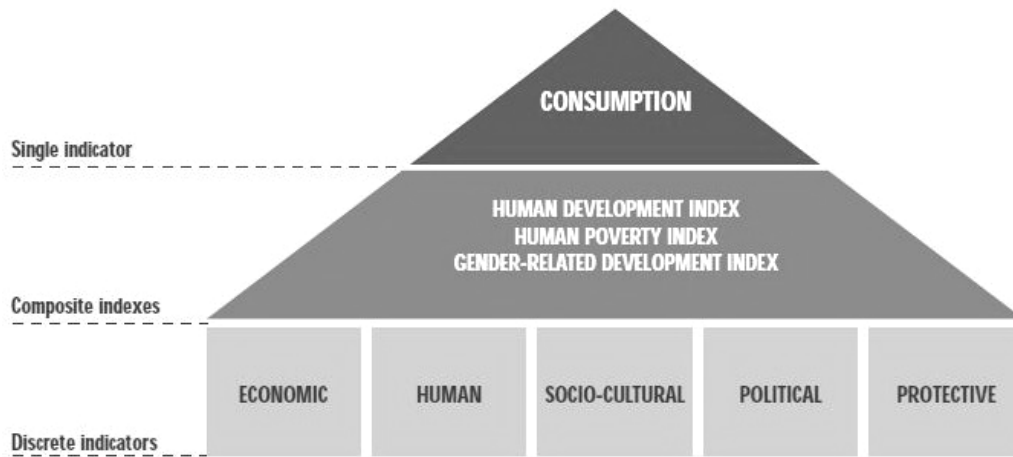 CONSUMPTION
Single indicator
HUMAN DEVELOPMENT INDEX
HUMAN POVERTY INDEX
GENDER-RELATED DEVELOPMENT INDEX
Composite indexes
ECONOMIC HUMAN SOCIO-CULTURAL POLITICAL PROTECTIVE
Discrete indicators